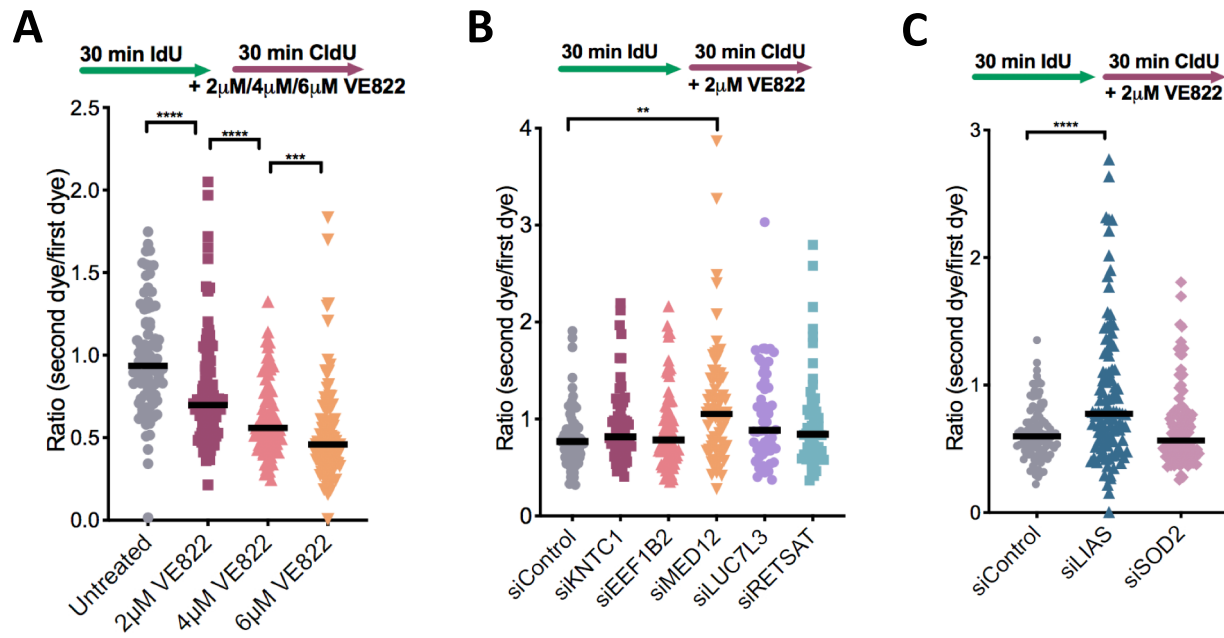 A
30 min IdU
30 min CldU
+ 2μM/4μM/6μM VE822
Ratio (second dye/first dye)
2.5
2.0
1.5
1.0
0.5
0.0
****
****
***
Untreated
2μM VE822
4μM VE822
6μM VE822
B
30 min IdU
30 min CldU
+ 2μM VE822
Ratio (second dye/first dye)
4
3
2
1
0
**
siControl
siKNTC1
siEEF1B2
siMED12
siLUC7L3
siRETSAT
C
30 min IdU
30 min CldU
+ 2μM VE822
Ratio (second dye/first dye)
3
2
1
0
****
siControl
siLIAS
siSOD2